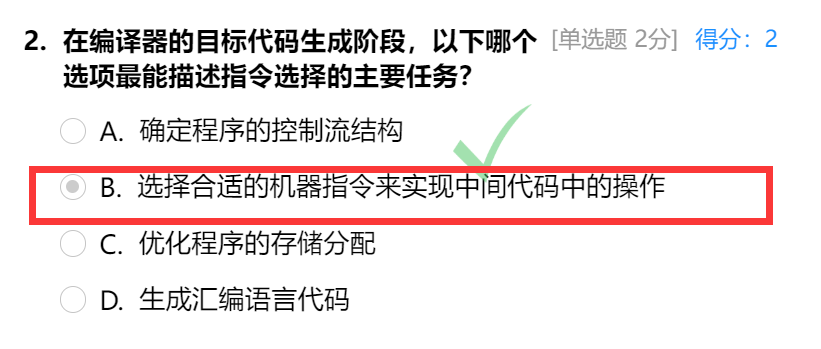 2. 在编译器的目标代码生成阶段，以下哪个 [单选题 2分] 得分：2
选项最能描述指令选择的主要任务？
A. 确定程序的控制流结构
B. 选择合适的机器指令来实现中间代码中的操作
C. 优化程序的存储分配
D. 生成汇编语言代码